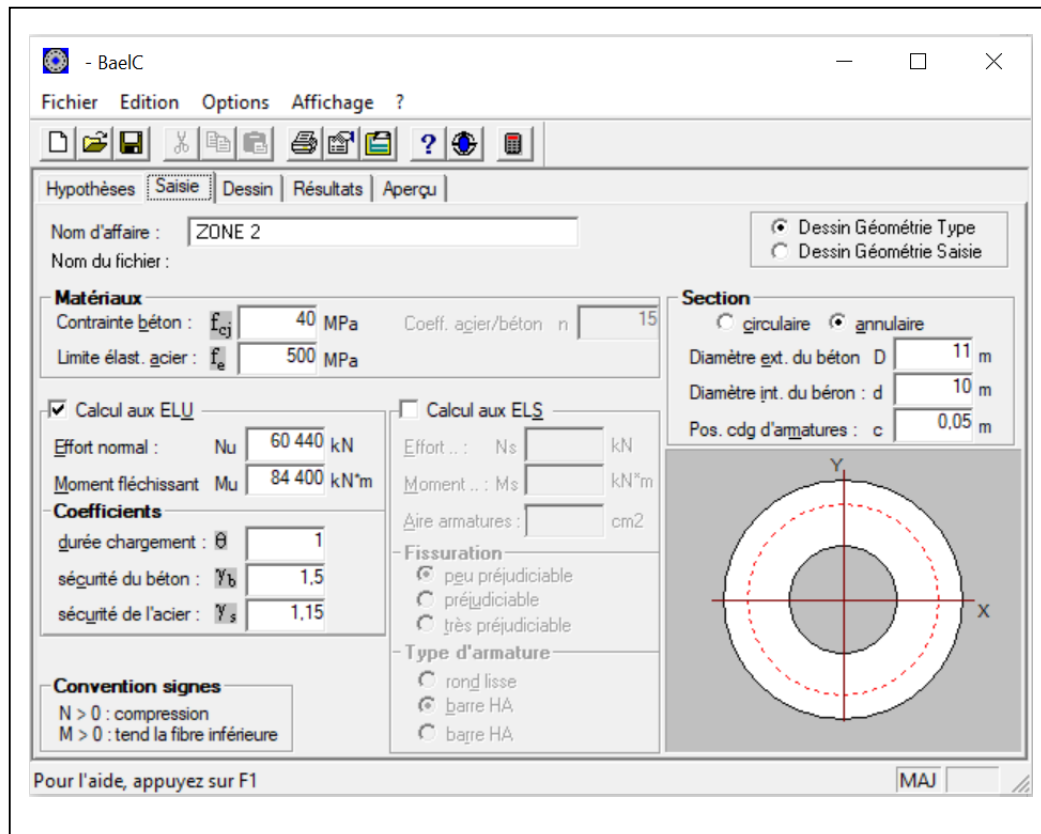 - BaelC
Fichier Edition Options Affichage ?
Hypothèses Saisie Dessin Résultats Aperçu
Nom d'affaire : ZONE 2
Nom du fichier :
Dessin Géométrie Type
Dessin Géométrie Saisie
Matériaux
Contrainte béton : fcj 40 MPa Coeff. acier/béton n 15
Limite élast. acier : fe 500 MPa
Section
circulaire annulaire
Diamètre ext. du béton D 11 m
Diamètre int. du béron : d 10 m
Pos. cdg d'armatures : c 0,05 m
Calcul aux ELU
Effort normal : Nu 60 440 kN
Moment fléchissant Mu 84 400 kN*m
Coefficients
durée chargement : θ 1
sécurité du béton : γb 1,5
sécurité de l'acier : γs 1,15
Convention signes
N > 0 : compression
M > 0 : tend la fibre inférieure
Calcul aux ELS
Effort .. : Ns kN
Moment .. : Ms kN*m
Aire armatures : cm2
Fissuration
peu préjudiciable
préjudiciable
très préjudiciable
Type d'armature
rond lisse
barre HA
barre HA
Y
X
Pour l'aide, appuyez sur F1 MAJ